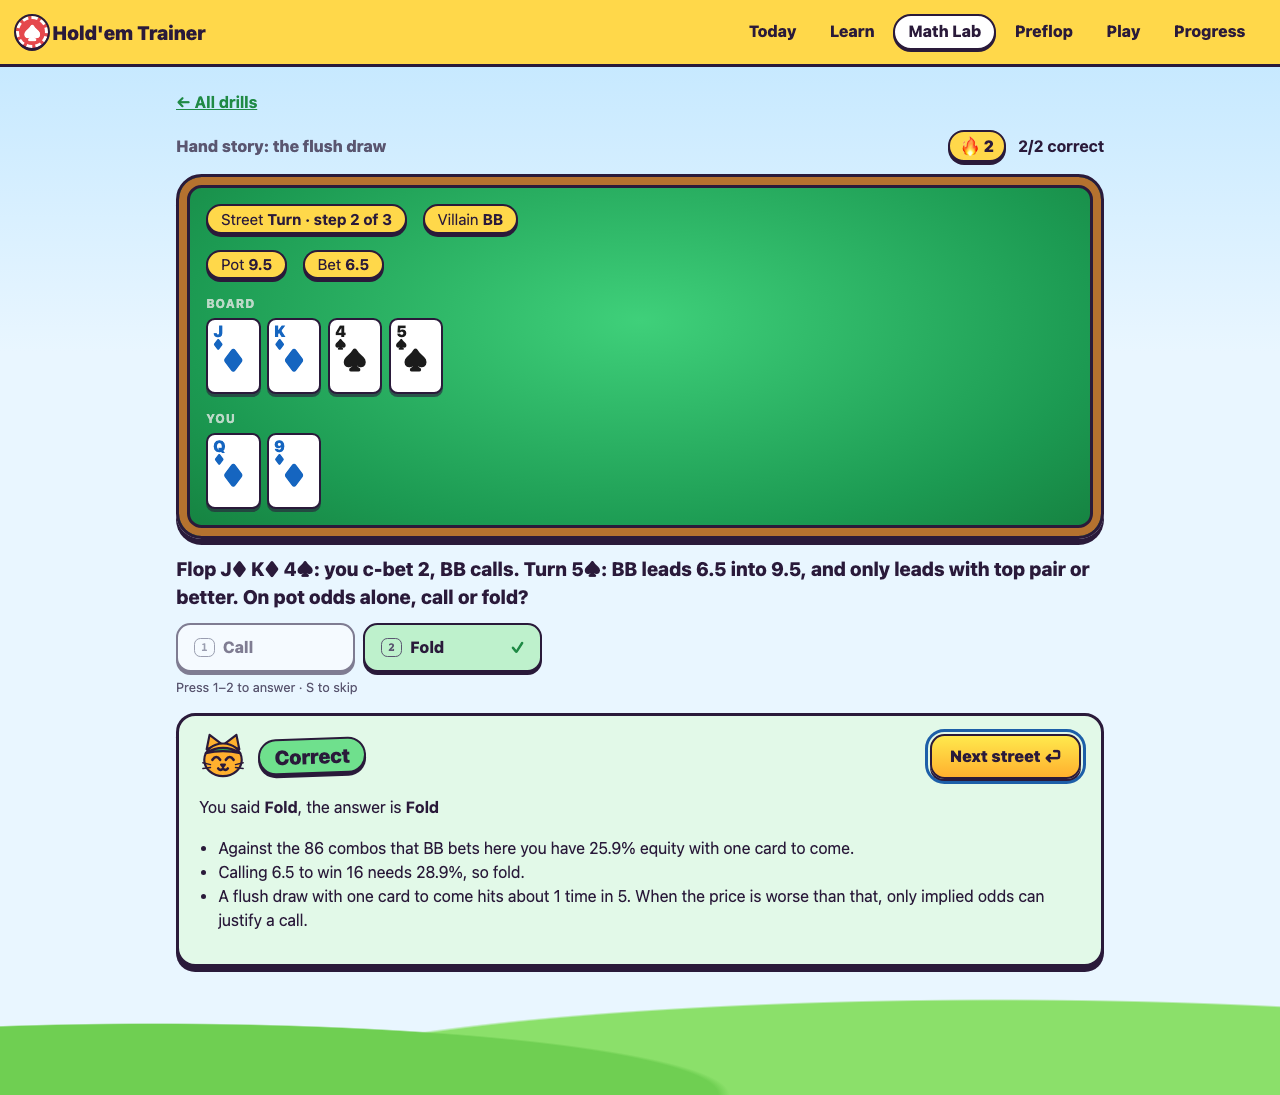 Hold'em Trainer
Today Learn Math Lab Preflop Play Progress
← All drills
Hand story: the flush draw
🔥 2 2/2 correct
Street Turn · step 2 of 3 Villain BB
Pot 9.5 Bet 6.5
BOARD
J♦ K♦ 4♠ 5♠
YOU
Q♦ 9♦
Flop J♦ K♦ 4♠: you c-bet 2, BB calls. Turn 5♠: BB leads 6.5 into 9.5, and only leads with top pair or
better. On pot odds alone, call or fold?
1 Call 2 Fold ✓
Press 1–2 to answer · S to skip
Correct
Next street ⏎
You said Fold, the answer is Fold
• Against the 86 combos that BB bets here you have 25.9% equity with one card to come.
• Calling 6.5 to win 16 needs 28.9%, so fold.
• A flush draw with one card to come hits about 1 time in 5. When the price is worse than that, only implied odds can
justify a call.